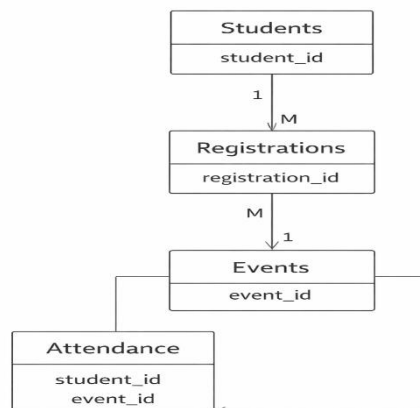 Students
student_id
1
M
Registrations
registration_id
M
1
Events
event_id
Attendance
student_id
event_id